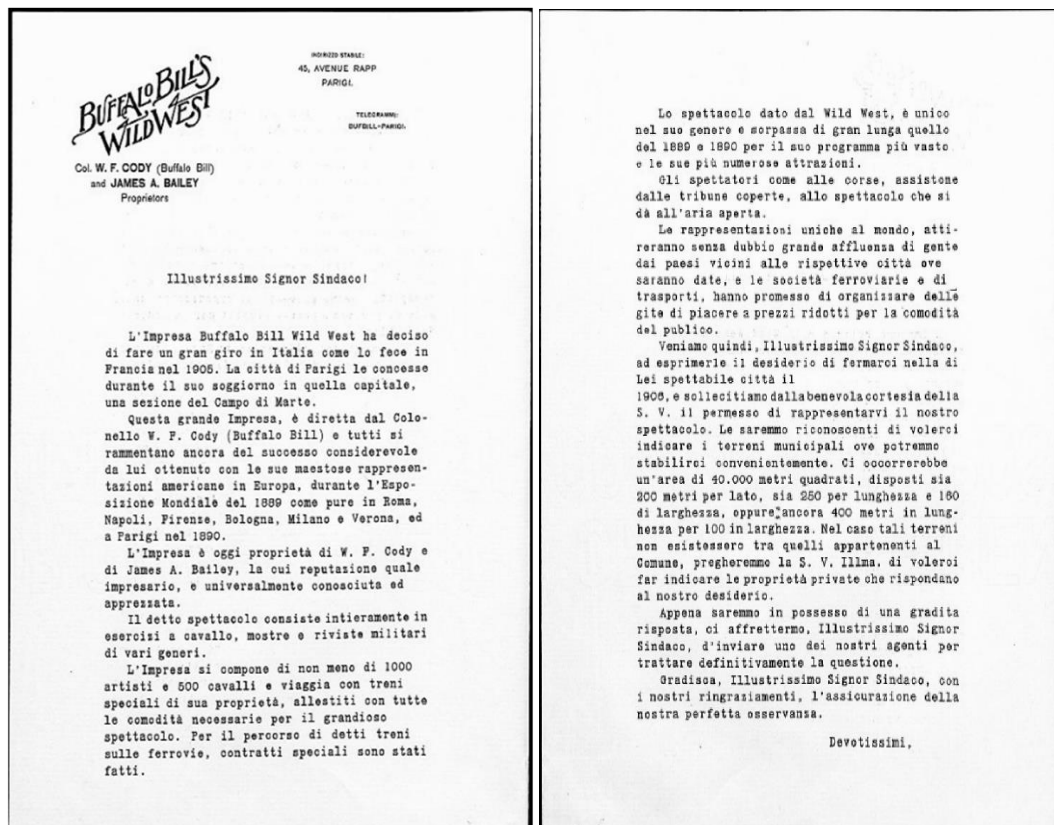 BUFFALO BILL'S
WILD WEST
Col. W. F. CODY (Buffalo Bill)
and JAMES A. BAILEY
Proprietors
INDIRIZZO STABILE:
45, AVENUE RAPP
PARIGI.
TELEGRAMMI:
BUFBILL-PARIGI.
Illustrissimo Signor Sindaco!
L'Impresa Buffalo Bill Wild West ha deciso
di fare un gran giro in Italia come lo fece in
Francia nel 1905. La città di Parigi le concesse
durante il suo soggiorno in quella capitale,
una sezione del Campo di Marte.
Questa grande Impresa, è diretta dal Colo-
nello W. F. Cody (Buffalo Bill) e tutti si
rammentano ancora del successo considerevole
da lui ottenuto con le sue maestose rappresen-
tazioni americane in Europa, durante l'Espo-
sizione Mondiale del 1889 come pure in Roma,
Napoli, Firenze, Bologna, Milano e Verona, ed
a Parigi nel 1890.
L'Impresa è oggi proprietà di W. F. Cody e
di James A. Bailey, la cui reputazione quale
impresario, e universalmente conosciuta ed
apprezzata.
Il detto spettacolo consiste intieramente in
esercizi a cavallo, mostre e riviste militari
di vari generi.
L'Impresa si compone di non meno di 1000
artisti e 500 cavalli e viaggia con treni
speciali di sua proprietà, allestiti con tutte
le comodità necessarie per il grandioso
spettacolo. Per il percorso di detti treni
sulle ferrovie, contratti speciali sono stati
fatti.
Lo spettacolo dato dal Wild West, è unico
nel suo genere e sorpassa di gran lunga quello
del 1889 e 1890 per il suo programma più vasto
e le sue più numerose attrazioni.
Gli spettatori come alle corse, assistone
dalle tribune coperte, allo spettacolo che si
dà all'aria aperta.
Le rappresentazioni uniche al mondo, atti-
reranno senza dubbio grande affluenza di gente
dai paesi vicini alle rispettive città ove
saranno date, e le società ferroviarie e di
trasporti, hanno promesso di organizzare delle
gite di piacere a prezzi ridotti per la comodità
del publico.
Veniamo quindi, Illustrissimo Signor Sindaco,
ad esprimerle il desiderio di fermarci nella di
Lei spettabile città il
1906, e sollecitiamo dalla benevola cortesia della
S. V. il permesso di rappresentarvi il nostro
spettacolo. Le saremmo riconoscenti di volerci
indicare i terreni municipali ove potremmo
stabilirci convenientemente. Ci occorrerebbe
un'area di 40.000 metri quadrati, disposti sia
200 metri per lato, sia 250 per lunghezza e 160
di larghezza, oppure ancora 400 metri in lung-
hezza per 100 in larghezza. Nel caso tali terreni
non esistessero tra quelli appartenenti al
Comune, pregheremmo la S. V. Illma. di volerci
far indicare le proprietà private che rispondano
al nostro desiderio.
Appena saremmo in possesso di una gradita
risposta, ci affrettermo, Illustrissimo Signor
Sindaco, d'inviare uno dei nostri agenti per
trattare definitivamente la questione.
Gradisca, Illustrissimo Signor Sindaco, con
i nostri ringraziamenti, l'assicurazione della
nostra perfetta osservanza.
Devotissimi,